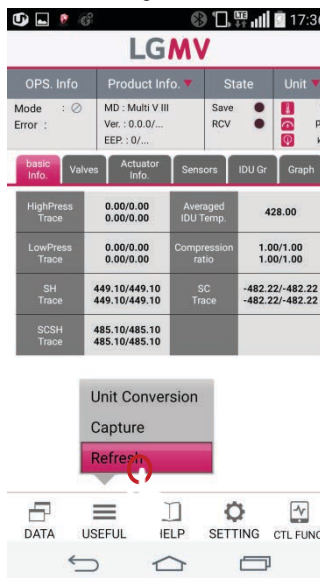 17:36
LGMV
OPS. Info Product Info. ▼ State Unit ▼
Mode : MD : Multi V III Save
Error : Ver. : 0.0.0/... RCV
EEP. : 0/...
basic Info. Valves Actuator Info. Sensors IDU Gr Graph
HighPress Trace 0.00/0.00 0.00/0.00 Averaged IDU Temp. 428.00
LowPress Trace 0.00/0.00 0.00/0.00 Compression ratio 1.00/1.00 1.00/1.00
SH Trace 449.10/449.10 449.10/449.10 SC Trace -482.22/-482.22 -482.22/-482.22
SCSH Trace 485.10/485.10 485.10/485.10
Unit Conversion
Capture
Refresh
DATA USEFUL HELP SETTING CTL FUNC